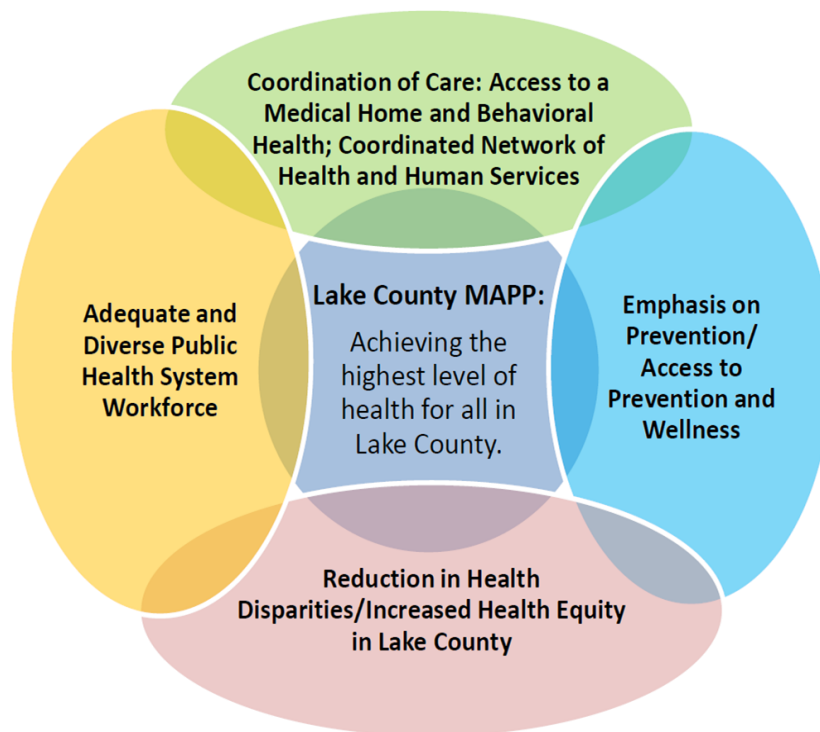 Coordination of Care: Access to a
Medical Home and Behavioral
Health; Coordinated Network of
Health and Human Services
Adequate and
Diverse Public
Health System
Workforce
Lake County MAPP:
Achieving the
highest level of
health for all in
Lake County.
Emphasis on
Prevention/
Access to
Prevention and
Wellness
Reduction in Health
Disparities/Increased Health Equity
in Lake County